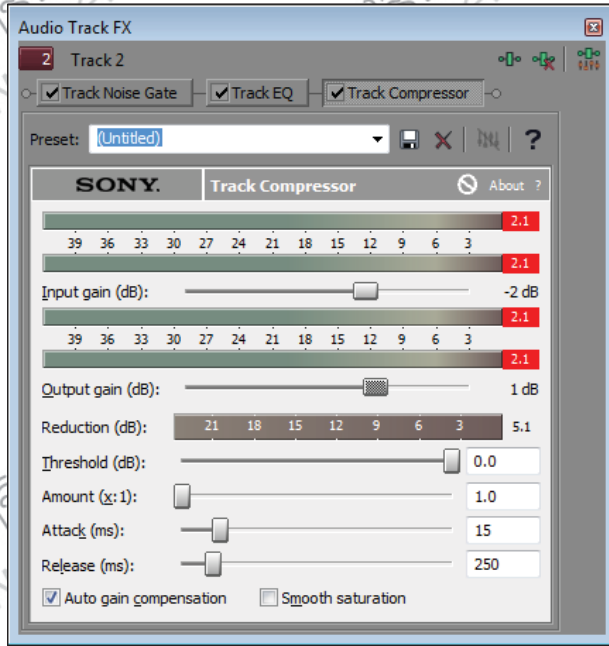 Audio Track FX
2 Track 2
Track Noise Gate Track EQ Track Compressor
Preset: (Untitled) ?
SONY. Track Compressor About ?
2.1
39 36 33 30 27 24 21 18 15 12 9 6 3
2.1
Input gain (dB): -2 dB
2.1
39 36 33 30 27 24 21 18 15 12 9 6 3
2.1
Output gain (dB): 1 dB
Reduction (dB): 21 18 15 12 9 6 3 5.1
Threshold (dB): 0.0
Amount (x:1): 1.0
Attack (ms): 15
Release (ms): 250
Auto gain compensation Smooth saturation